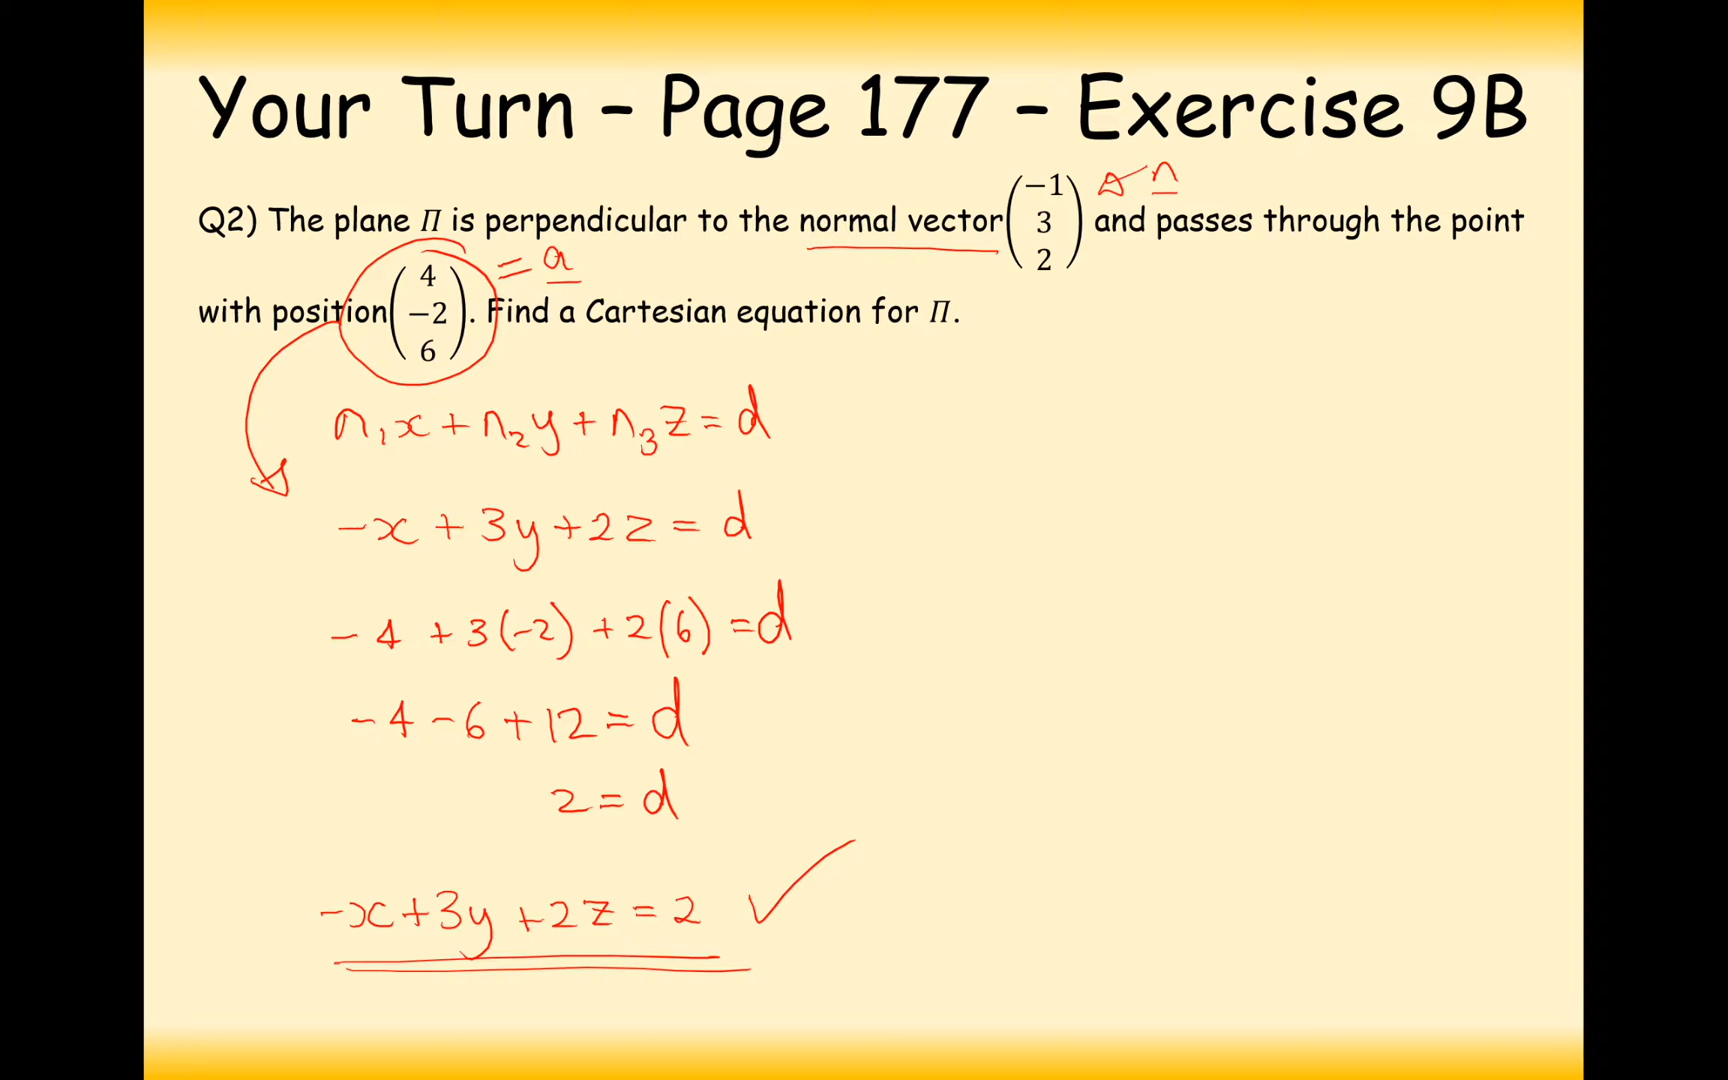 Your Turn – Page 177 – Exercise 9B
Q2) The plane Π is perpendicular to the normal vector (−1 3 2) n and passes through the point
with position (4 −2 6). = a Find a Cartesian equation for Π.
n₁x + n₂y + n₃z = d
-x + 3y + 2z = d
-4 + 3(-2) + 2(6) = d
-4 - 6 + 12 = d
2 = d
-x + 3y + 2z = 2 ✓